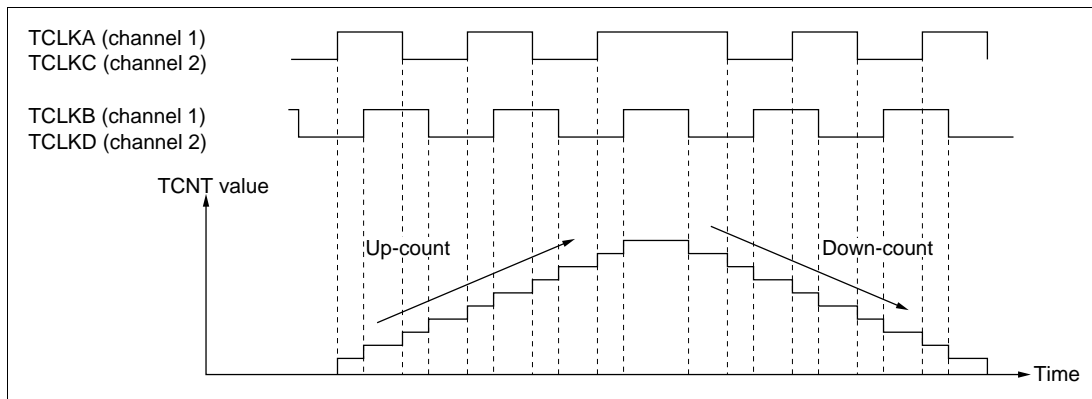 TCLKA (channel 1)
TCLKC (channel 2)
TCLKB (channel 1)
TCLKD (channel 2)
TCNT value
Up-count
Down-count
Time